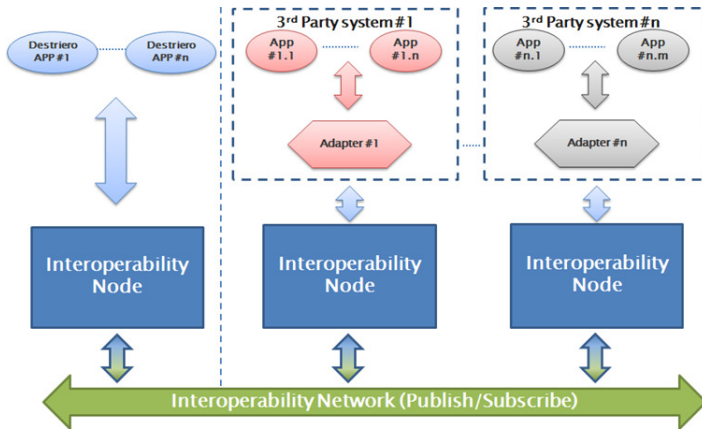 3rd Party system #1
3rd Party system #n
Destriero
APP #1
Destriero
APP #n
App
#1.1
App
#1.n
App
#n.1
App
#n.m
Adapter #1
Adapter #n
Interoperability
Node
Interoperability
Node
Interoperability
Node
Interoperability Network (Publish/Subscribe)